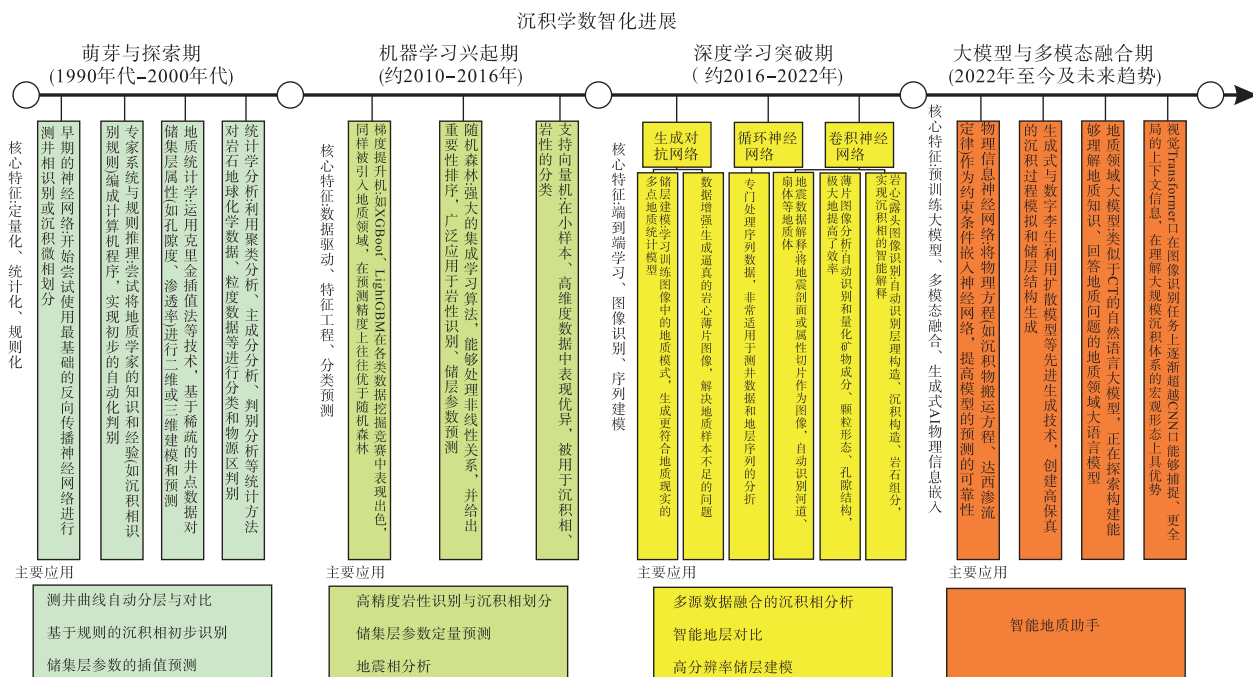 沉积学数智化进展
萌芽与探索期
(1990年代-2000年代)
机器学习兴起期
(约2010-2016年)
深度学习突破期
(约2016-2022年)
大模型与多模态融合期
(2022年至今及未来趋势)
核心特征:定量化、统计化、规则化
早期的神经网络:开始尝试使用最基础的反向传播神经网络进行
测井相识别或沉积微相划分
专家系统与规则推理:尝试将地质学家的知识和经验(如沉积相识
别规则)编成计算机程序，实现初步的自动化判别
地质统计学:运用克里金插值法等技术，基于稀疏的井点数据对
储集层属性(如孔隙度、渗透率)进行二维或三维建模和预测
统计学分析:利用聚类分析、主成分分析、判别分析等统计方法
对岩石地球化学数据、粒度数据等进行分类和物源区判别
主要应用
测井曲线自动分层与对比
基于规则的沉积相初步识别
储集层参数的插值预测
核心特征:数据驱动、特征工程、分类预测
梯度提升机:如XGBoot、LightGBM在各类数据挖掘竞赛中表现出色，
同样被引入地质领域，在预测精度上往往优于随机森林
随机森林:强大的集成学习算法，能够处理非线性关系，并给出
重要性排序，广泛应用于岩性识别、储层参数预测
支持向量机:在小样本、高维度数据中表现优异，被用于沉积相、
岩性的分类
主要应用
高精度岩性识别与沉积相划分
储集层参数定量预测
地震相分析
核心特征:端到端学习、图像识别、序列建模
生成对
抗网络
储层建模:学习训练图像中的地质模式，生成更符合地质现实的
多点地质统计模型
数据增强:生成逼真的岩心薄片图像，解决地质样本不足的问题
循环神经
网络
专门处理序列数据，非常适用于测井数据和地层序列的分折
地震数据解释将地震剖面或属性切片作为图像，自动识别河道、
扇体等地质体
卷积神经
网络
薄片图像分析自动识别和量化矿物成分、颗粒形态、孔隙结构，
极大地提高了效率
岩心/露头图像识别:自动识别层理构造、沉积构造、岩石组分，
实现沉积相的智能解释
主要应用
多源数据融合的沉积相分析
智能地层对比
高分辨率储层建模
核心特征:预训练大模型、多模态融合、生成式AI物理信息嵌入
物理信息神经网络将物理方程(如沉积物搬运方程、达西渗流
定律)作为约束条件嵌入神经网络，提高模型的预测的可靠性
生成式与数字孪生:利用扩散模型等先进生成技术，创建高保真
的沉积过程模拟和储层结构生成
地质领域大模型:类似于CT的自然语言大模型，正在探索构建能
够理解地质知识、回答地质问题的地质领域大语言模型
视觉Transformer口在图像识别任务上逐渐超越CNN口能够捕捉、更全
局的上下文信息，在理解大规模沉积体系的宏观形态上具优势
主要应用
智能地质助手